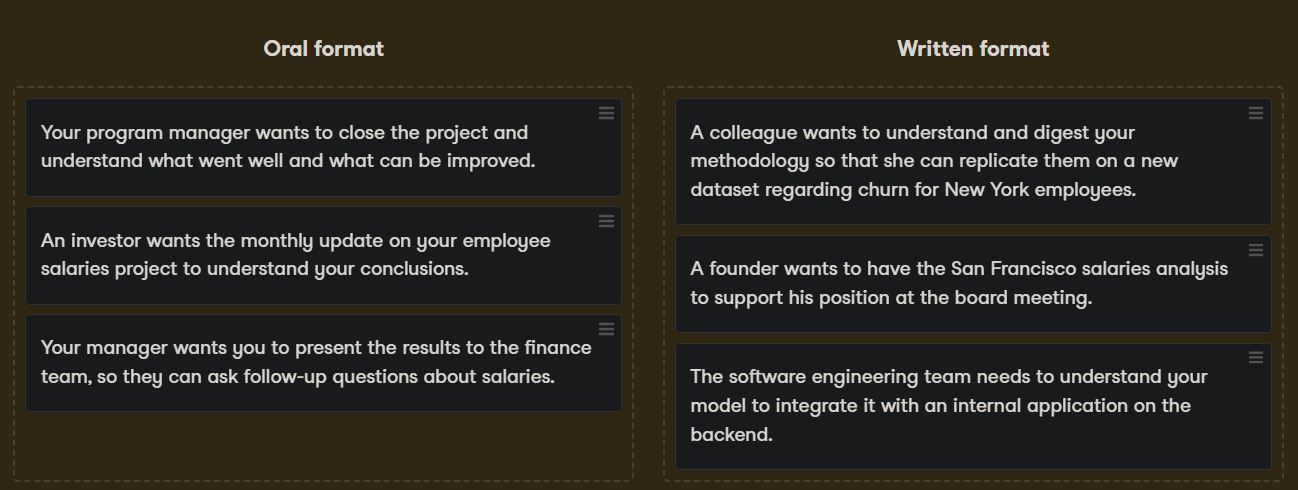 Oral format
Your program manager wants to close the project and
understand what went well and what can be improved.
An investor wants the monthly update on your employee
salaries project to understand your conclusions.
Your manager wants you to present the results to the finance
team, so they can ask follow-up questions about salaries.
Written format
A colleague wants to understand and digest your
methodology so that she can replicate them on a new
dataset regarding churn for New York employees.
A founder wants to have the San Francisco salaries analysis
to support his position at the board meeting.
The software engineering team needs to understand your
model to integrate it with an internal application on the
backend.